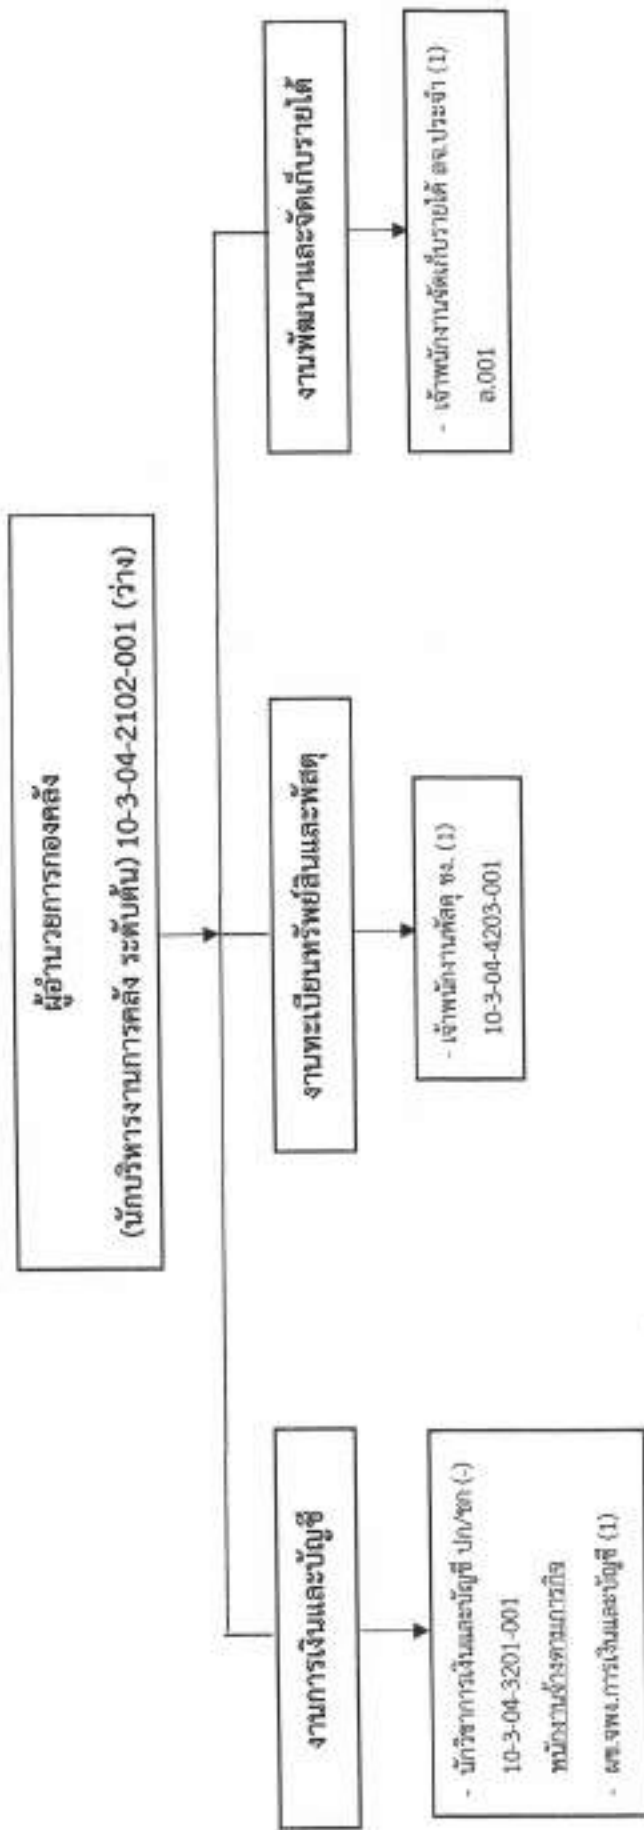 ผู้อำนวยการกองคลัง
(นักบริหารงานการคลัง ระดับต้น) 10-3-04-2102-001 (ว่าง)
งานการเงินและบัญชี
- นักวิชาการเงินและบัญชี ปก/ชก (-)
10-3-04-3201-001
พนักงานจ้างตามภารกิจ
- ผช.จพง.การเงินและบัญชี (1)
งานทะเบียนทรัพย์สินและพัสดุ
- เจ้าพนักงานพัสดุ ชง. (1)
10-3-04-4203-001
งานพัฒนาและจัดเก็บรายได้
- เจ้าพนักงานจัดเก็บรายได้ ลจ.ประจำ (1)
ล.001